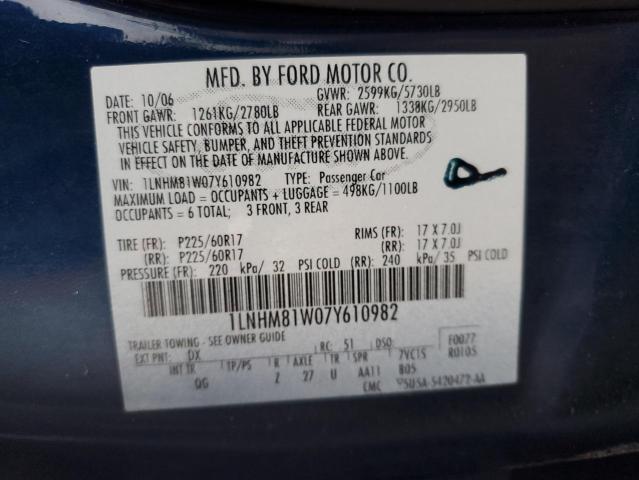 MFD. BY FORD MOTOR CO.
DATE: 10/06 GVWR: 2599KG/5730LB
FRONT GAWR: 1261KG/2780LB REAR GAWR: 1338KG/2950LB
THIS VEHICLE CONFORMS TO ALL APPLICABLE FEDERAL MOTOR
VEHICLE SAFETY, BUMPER, AND THEFT PREVENTION STANDARDS
IN EFFECT ON THE DATE OF MANUFACTURE SHOWN ABOVE.
VIN: 1LNHM81W07Y610982 TYPE: Passenger Car
MAXIMUM LOAD = OCCUPANTS + LUGGAGE = 498KG/1100LB
OCCUPANTS = 6 TOTAL; 3 FRONT, 3 REAR
TIRE (FR): P225/60R17 RIMS (FR): 17 X 7.0J
(RR): P225/60R17 (RR): 17 X 7.0J
PRESSURE (FR): 220 kPa/ 32 PSI COLD (RR): 240 kPa/ 35 PSI COLD
1LNHM81W07Y610982
TRAILER TOWING - SEE OWNER GUIDE
EXT PNT: DX RC: 51 DSO: F0077
INT TR TP/PS R AXLE TR SPR 7VC15 R0105
QG Z 27 U AA11 805
CMC